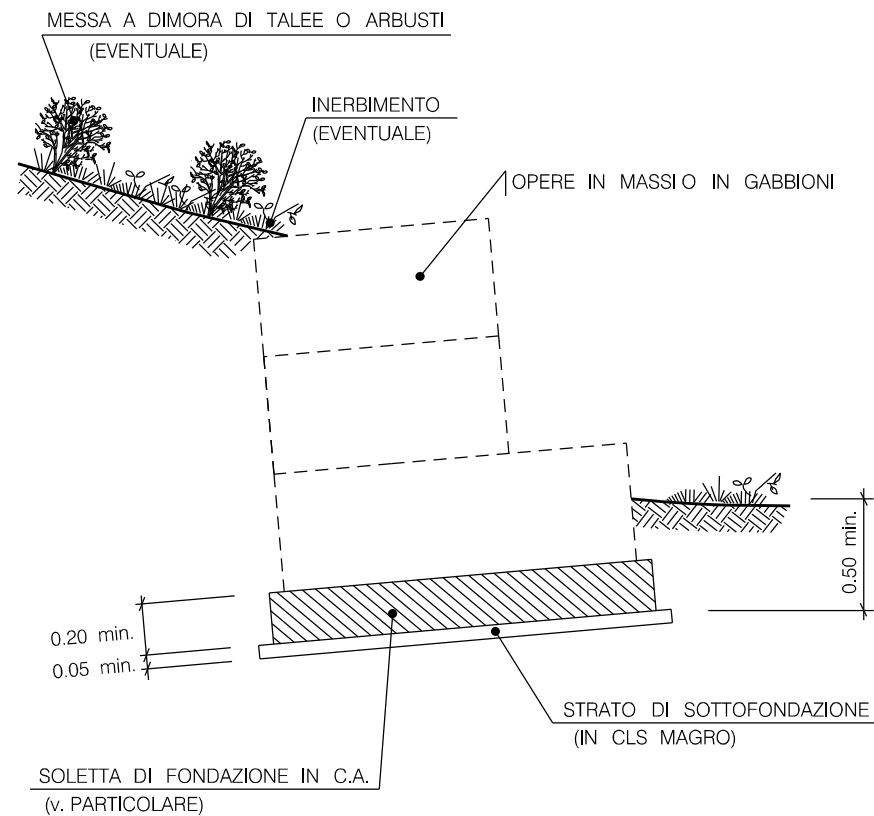 MESSA A DIMORA DI TALEE O ARBUSTI
(EVENTUALE)
INERBIMENTO
(EVENTUALE)
OPERE IN MASSI O IN GABBIONI
0.50 min.
0.20 min.
0.05 min.
STRATO DI SOTTOFONDAZIONE
(IN CLS MAGRO)
SOLETTA DI FONDAZIONE IN C.A.
(v. PARTICOLARE)